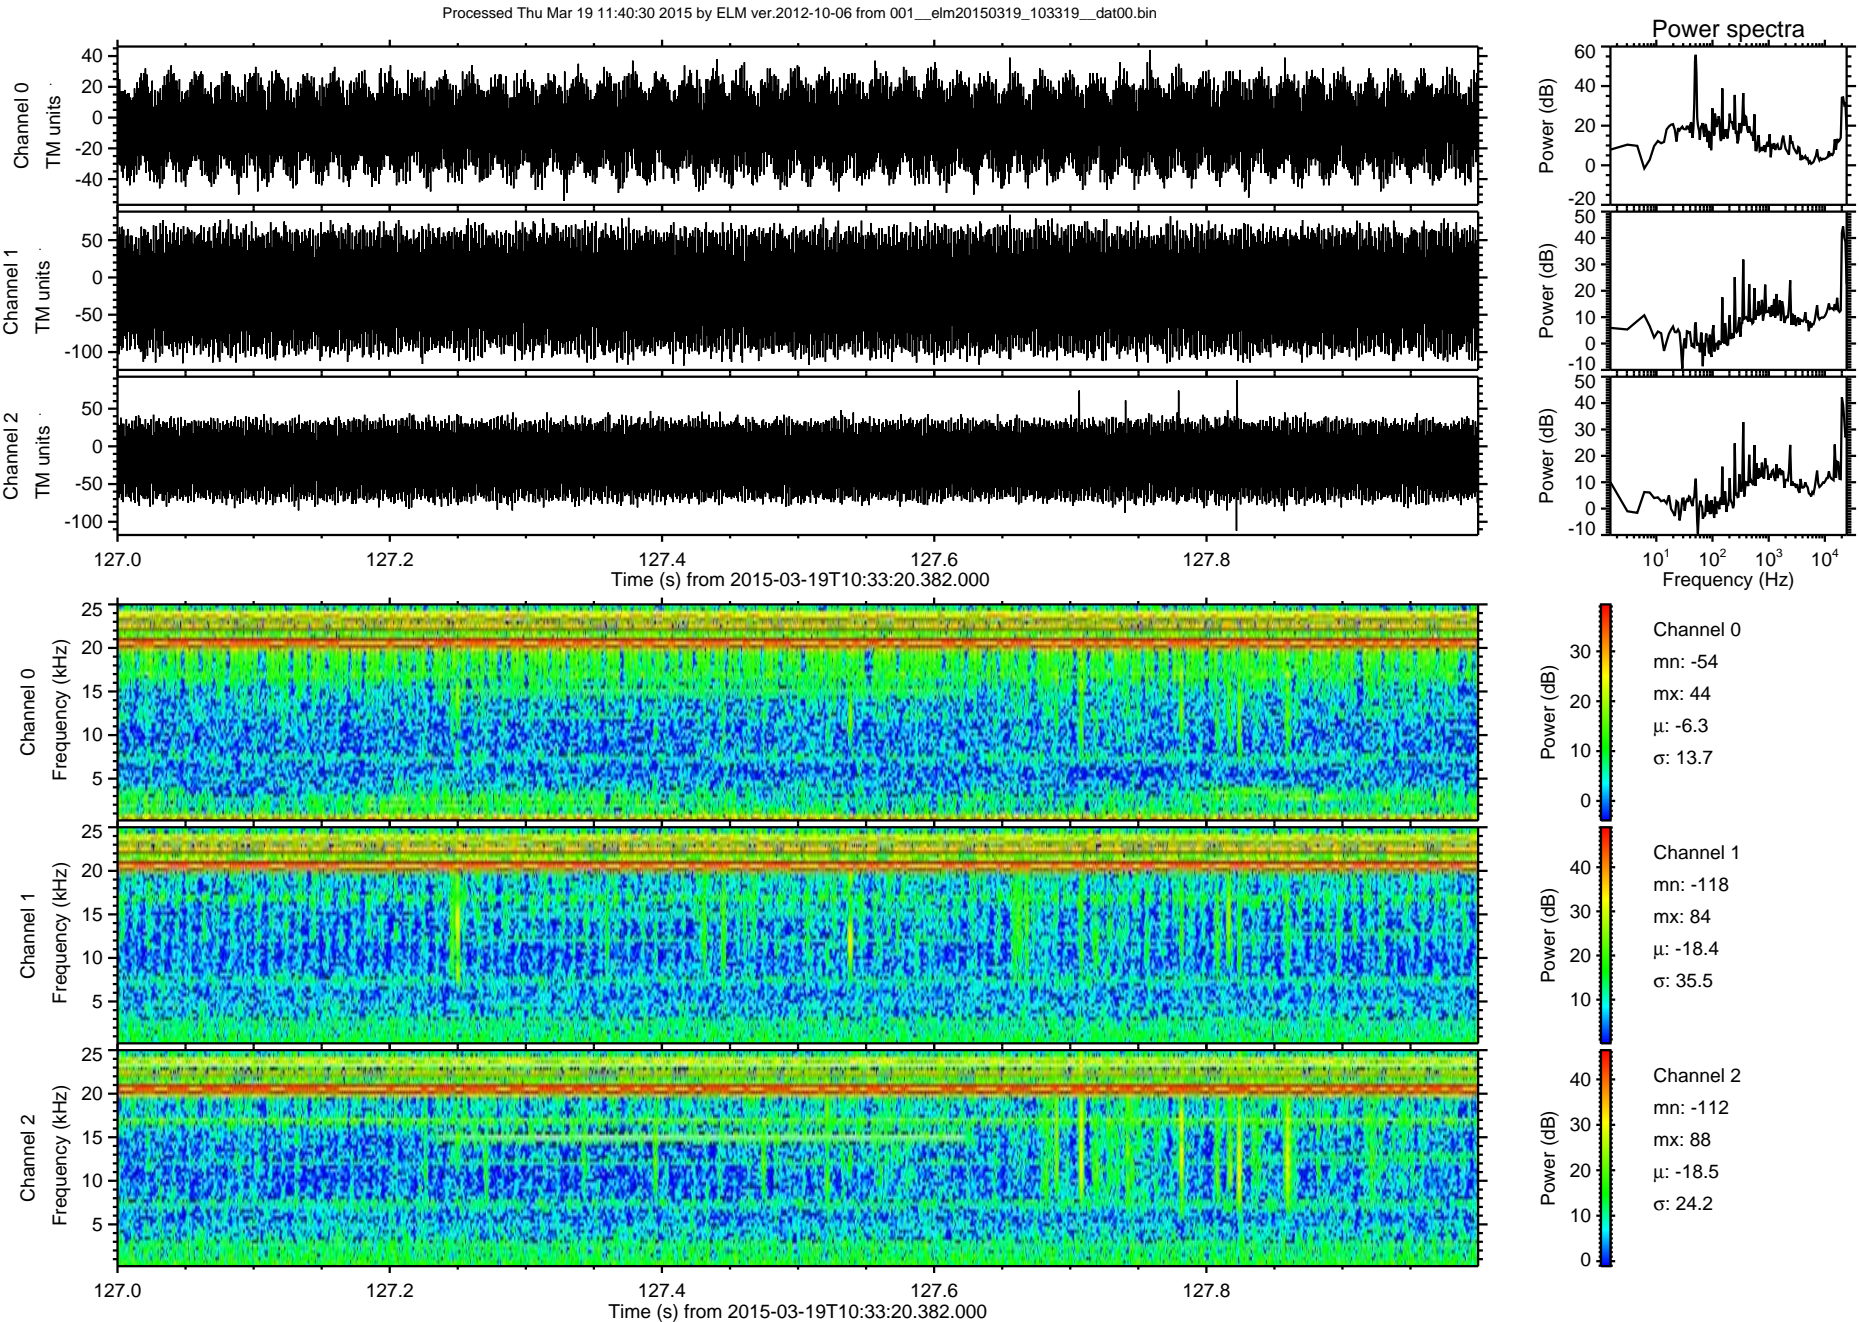 Processed Thu Mar 19 11:40:30 2015 by ELM ver.2012-10-06 from 001__elm20150319_103319__dat00.bin
Power spectra
Channel 0
TM units
40
20
0
-20
-40
Power (dB)
60
40
20
0
-20
Channel 1
TM units
50
0
-50
-100
Power (dB)
50
40
30
20
10
0
-10
Channel 2
TM units
50
0
-50
-100
Power (dB)
50
40
30
20
10
0
-10
127.0 127.2 127.4 127.6 127.8
Time (s) from 2015-03-19T10:33:20.382.000
10¹ 10² 10³ 10⁴
Frequency (Hz)
Channel 0
Frequency (kHz)
25
20
15
10
5
Power (dB)
30
20
10
0
Channel 0
mn: -54
mx: 44
μ: -6.3
σ: 13.7
Channel 1
Frequency (kHz)
25
20
15
10
5
Power (dB)
40
30
20
10
Channel 1
mn: -118
mx: 84
μ: -18.4
σ: 35.5
Channel 2
Frequency (kHz)
25
20
15
10
5
Power (dB)
40
30
20
10
0
Channel 2
mn: -112
mx: 88
μ: -18.5
σ: 24.2
127.0 127.2 127.4 127.6 127.8
Time (s) from 2015-03-19T10:33:20.382.000